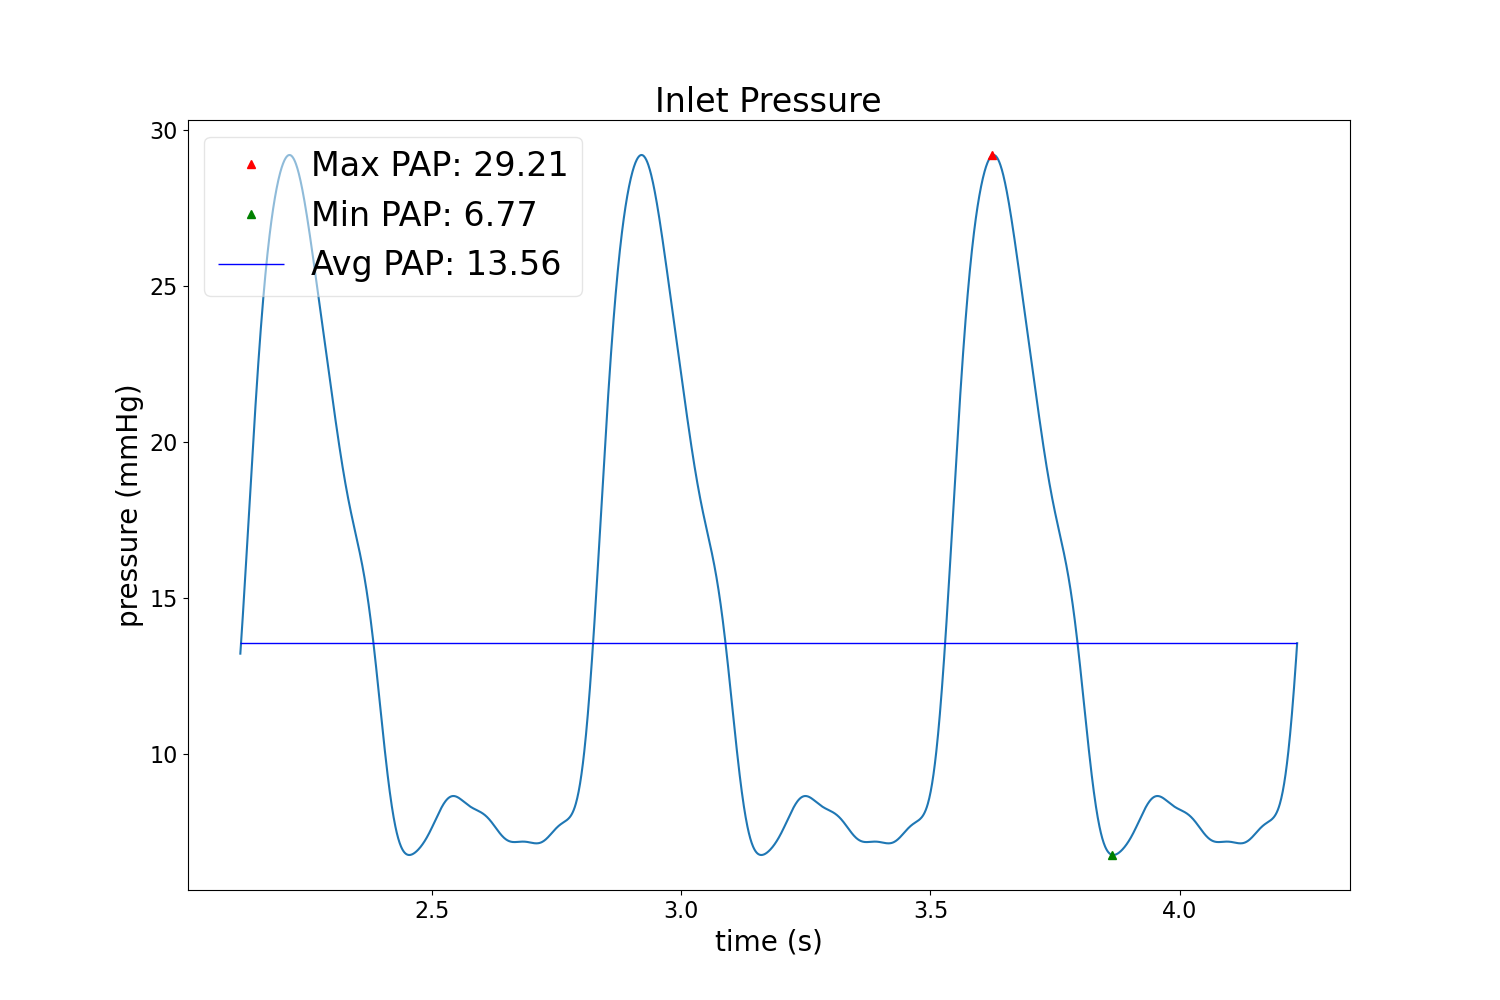 Inlet Pressure
30
25
20
15
10
pressure (mmHg)
Max PAP: 29.21
Min PAP: 6.77
Avg PAP: 13.56
2.5 3.0 3.5 4.0
time (s)